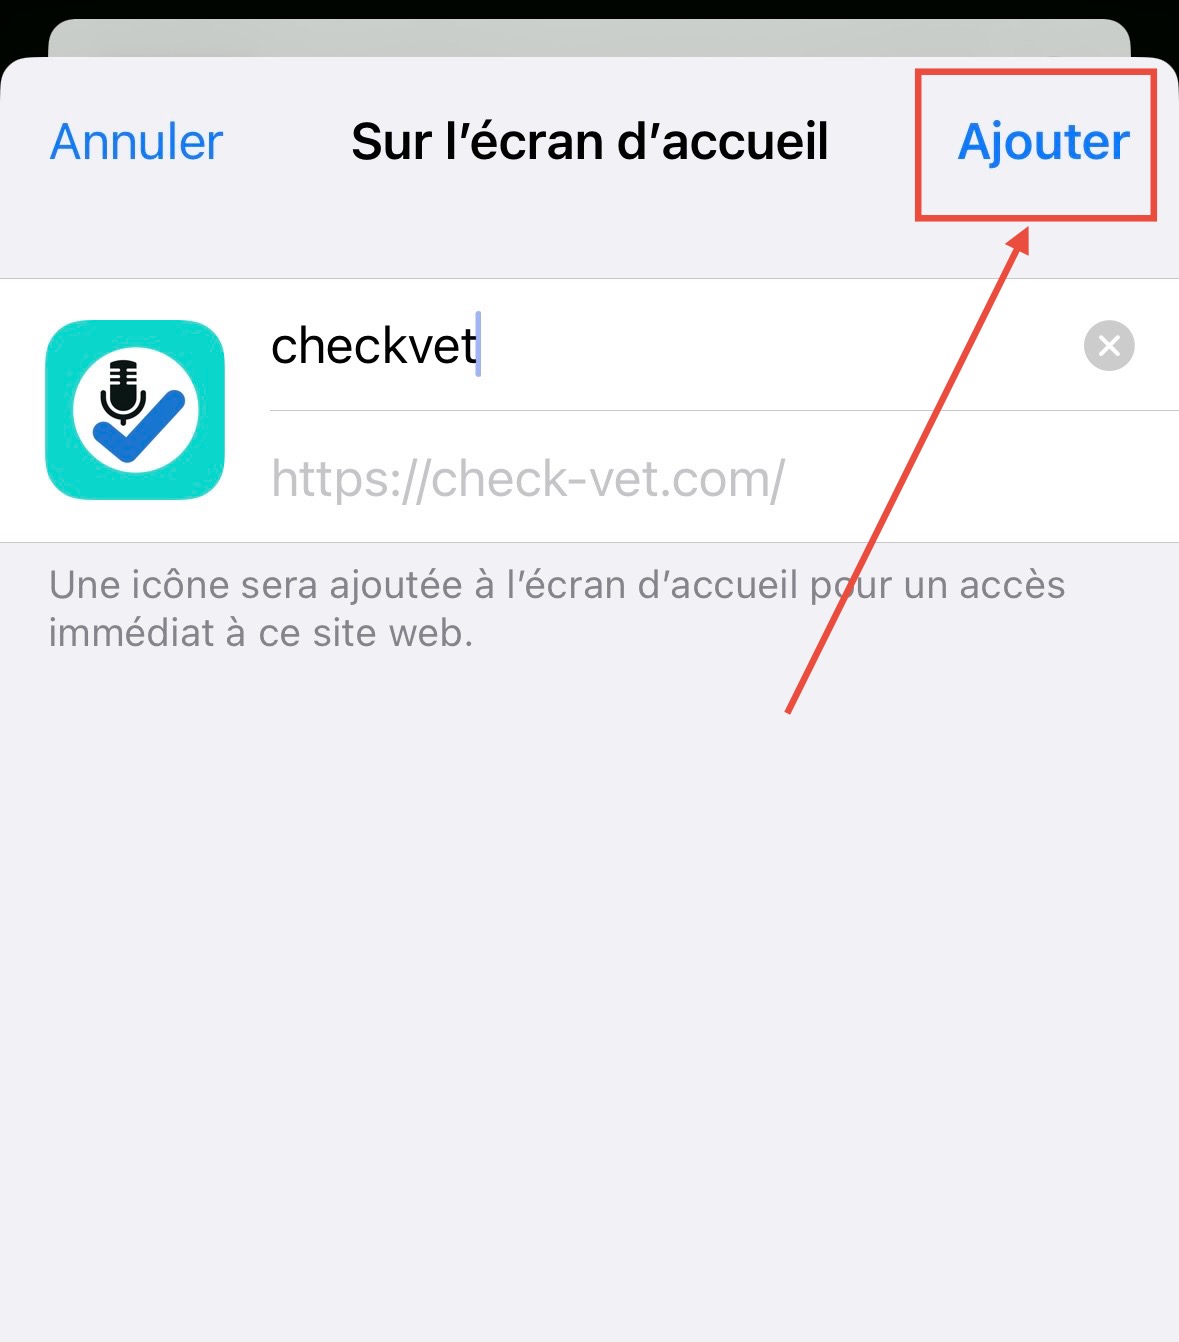 Annuler
Sur l’écran d’accueil
Ajouter
checkvet
https://check-vet.com/
Une icône sera ajoutée à l’écran d’accueil pour un accès
immédiat à ce site web.